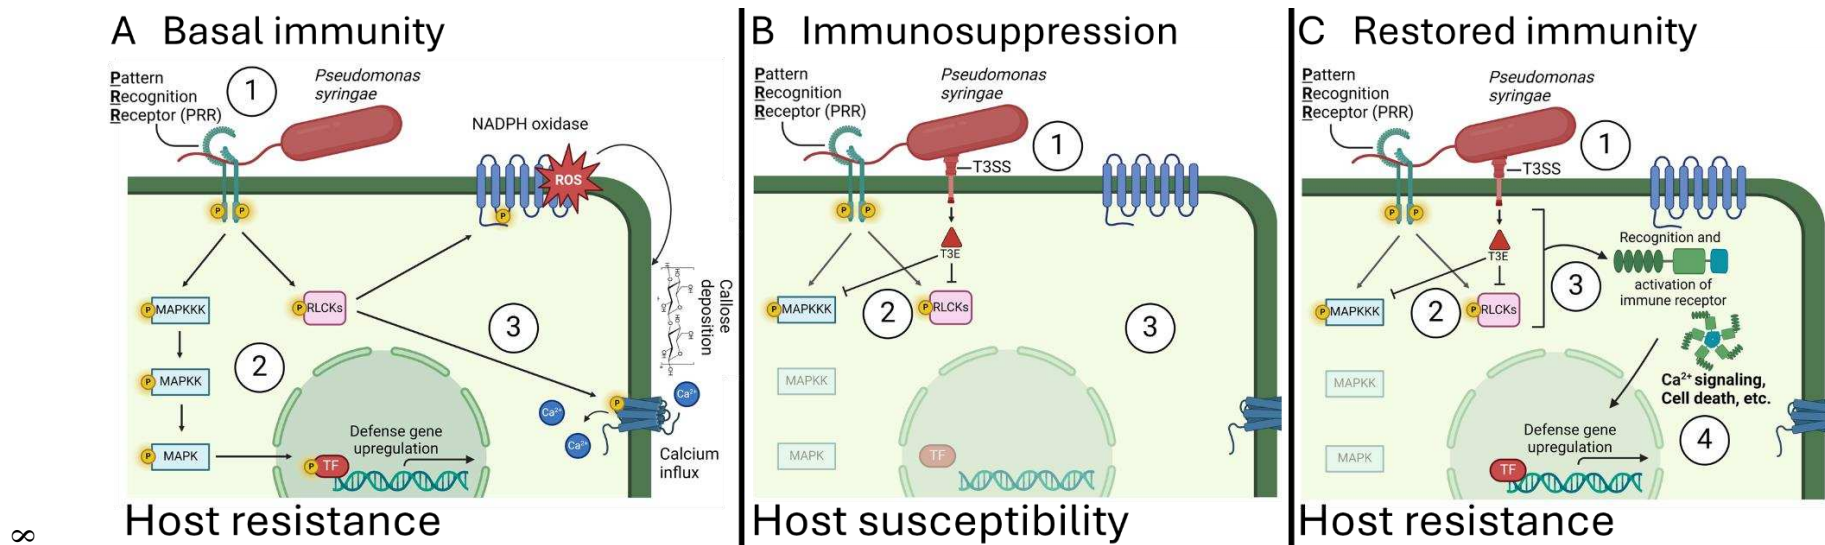 A Basal immunity
Pattern
Recognition
Receptor (PRR)
1
Pseudomonas
syringae
NADPH oxidase
ROS
P
P
P
P
MAPKKK
P
RLCKs
2
3
P
MAPKK
P
MAPK
Defense gene
upregulation
P
TF
Callose
deposition
P
Ca²⁺
Ca²⁺
Ca²⁺
Calcium
influx
Host resistance
B Immunosuppression
Pattern
Recognition
Receptor (PRR)
Pseudomonas
syringae
1
T3SS
P
P
T3E
P
MAPKKK
2
P
RLCKs
3
MAPKK
MAPK
TF
Host susceptibility
C Restored immunity
Pattern
Recognition
Receptor (PRR)
Pseudomonas
syringae
1
T3SS
P
P
T3E
P
MAPKKK
2
P
RLCKs
3
Recognition and
activation of
immune receptor
MAPKK
MAPK
Ca²⁺ signaling,
Cell death, etc.
4
Defense gene
upregulation
TF
Host resistance
∞